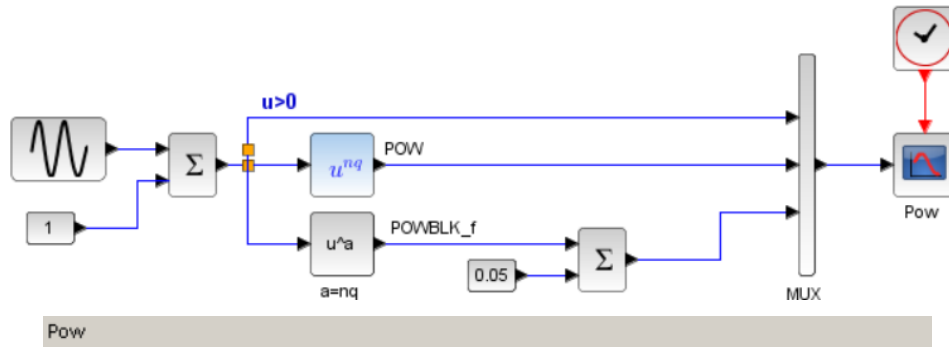 u>0
Σ
u^nq
POW
Pow
1
POWBLK_f
u^a
Σ
0.05
a=nq
MUX
Pow